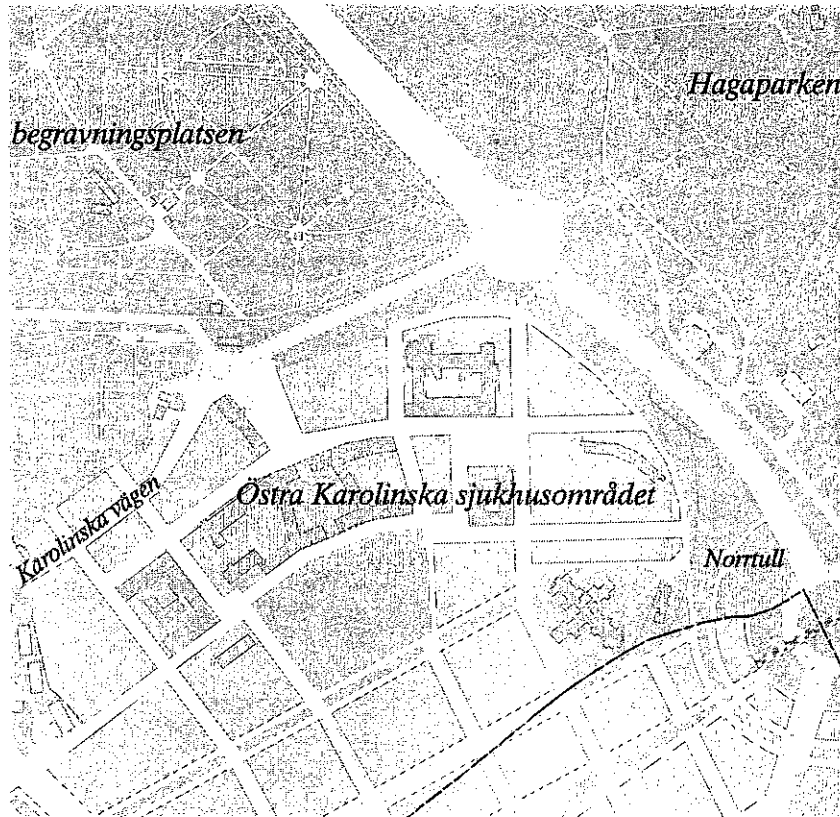 Hagaparken
begravningsplatsen
Östra Karolinska sjukhusområdet
Karolinska vägen
Norrtull